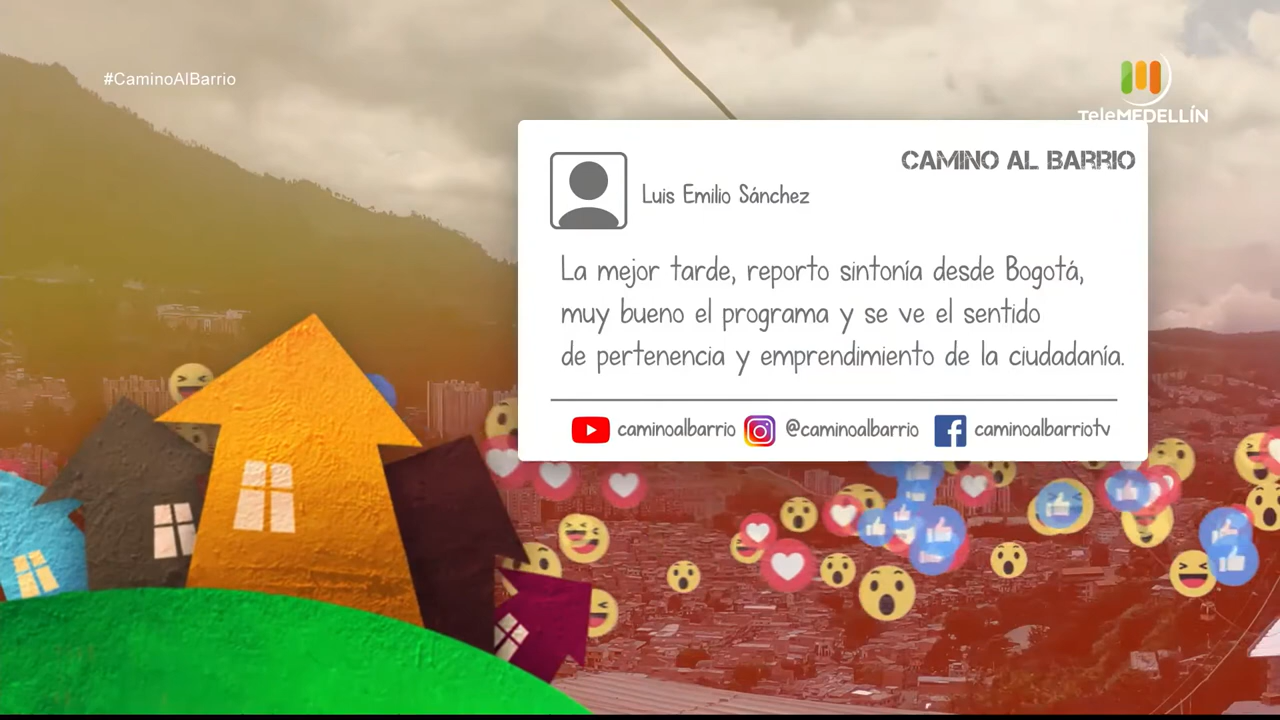 #CaminoAlBarrio
TeleMEDELLÍN
CAMINO AL BARRIO
Luis Emilio Sánchez
La mejor tarde, reporto sintonía desde Bogotá,
muy bueno el programa y se ve el sentido
de pertenencia y emprendimiento de la ciudadanía.
caminoalbarrio @caminoalbarrio caminoalbarriotv